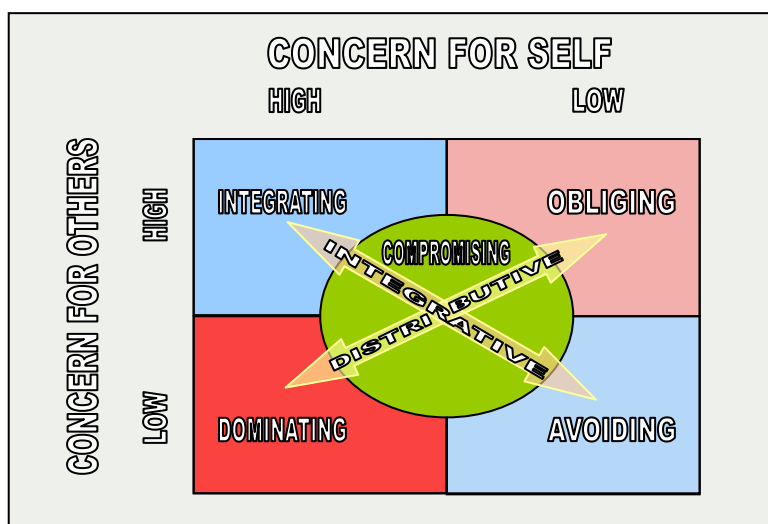 CONCERN FOR SELF
HIGH LOW
CONCERN FOR OTHERS
HIGH
LOW
INTEGRATING
OBLIGING
COMPROMISING
INTEGRATIVE
DISTRIBUTIVE
DOMINATING
AVOIDING